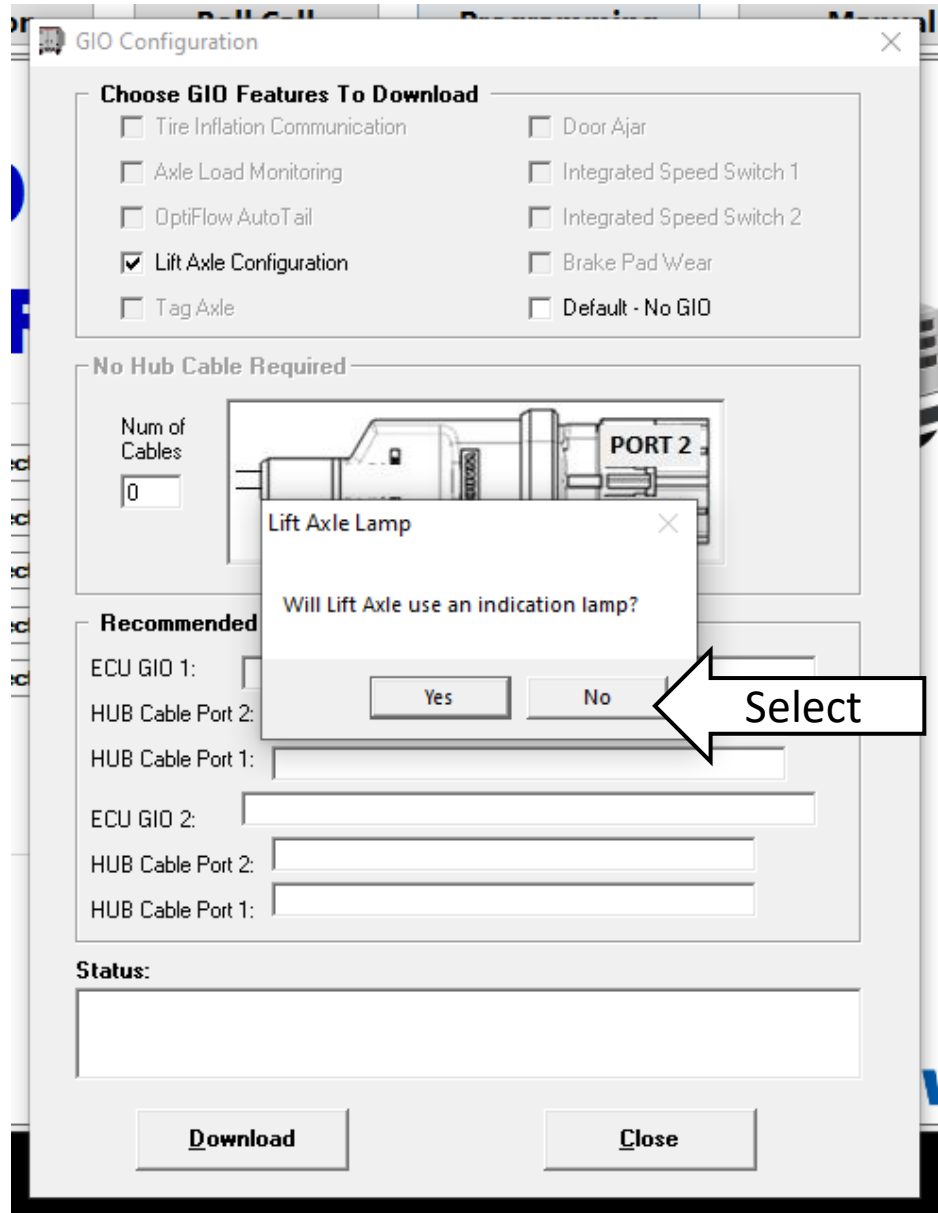 GIO Configuration
Choose GIO Features To Download
Tire Inflation Communication
Door Ajar
Axle Load Monitoring
Integrated Speed Switch 1
OptiFlow AutoTail
Integrated Speed Switch 2
Lift Axle Configuration
Brake Pad Wear
Tag Axle
Default - No GIO
No Hub Cable Required
Num of
Cables
0
PORT 2
Lift Axle Lamp
Will Lift Axle use an indication lamp?
Yes
No
Select
Recommended
ECU GIO 1:
HUB Cable Port 2:
HUB Cable Port 1:
ECU GIO 2:
HUB Cable Port 2:
HUB Cable Port 1:
Status:
Download
Close